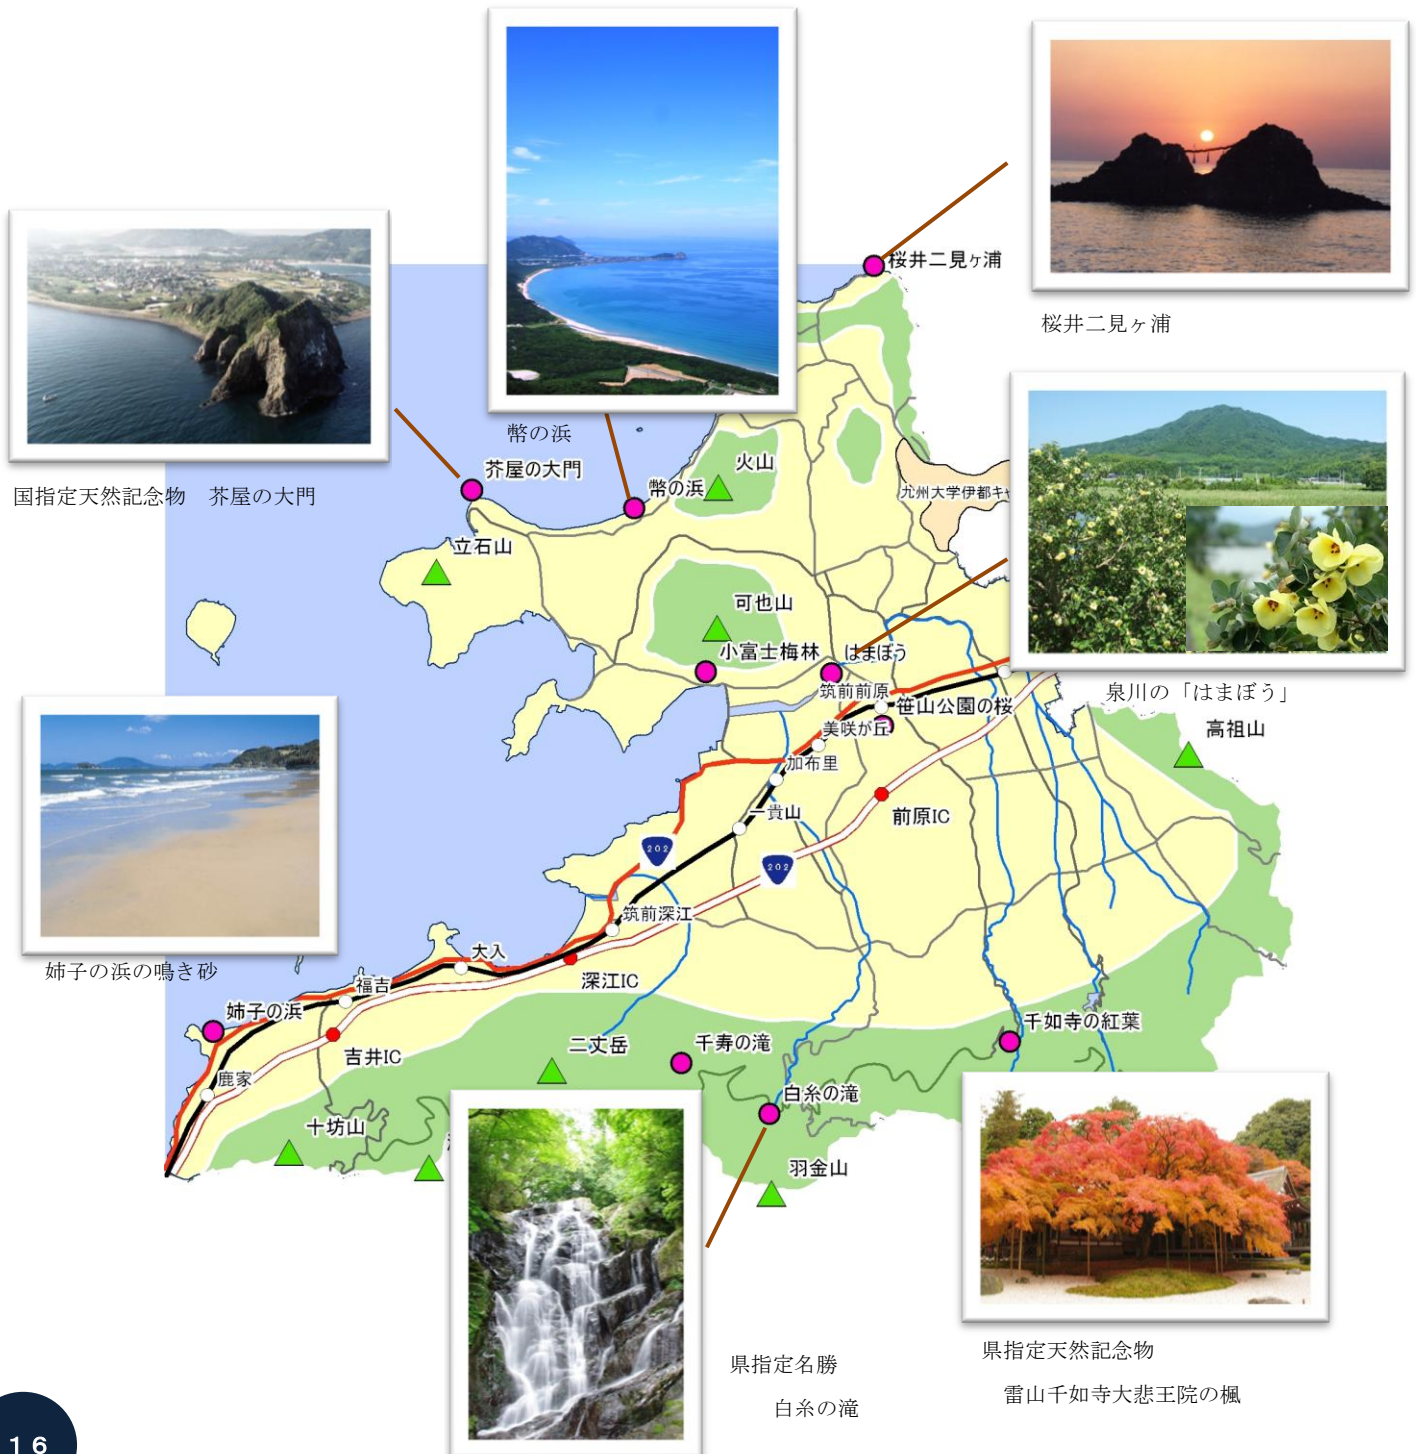 桜井二見ヶ浦
桜井二見ヶ浦
幣の浜
芥屋の大門
国指定天然記念物　芥屋の大門
幣の浜
火山
九州大学伊都キャ
立石山
可也山
小富士梅林
はまぼう
泉川の「はまぼう」
筑前前原
笹山公園の桜
美咲が丘
高祖山
加布里
一貴山
前原IC
202
202
筑前深江
大入
姉子の浜の鳴き砂
深江IC
福吉
姉子の浜
千如寺の紅葉
吉井IC
二丈岳
千寿の滝
鹿家
白糸の滝
十坊山
羽金山
県指定名勝
白糸の滝
県指定天然記念物
雷山千如寺大悲王院の楓
16